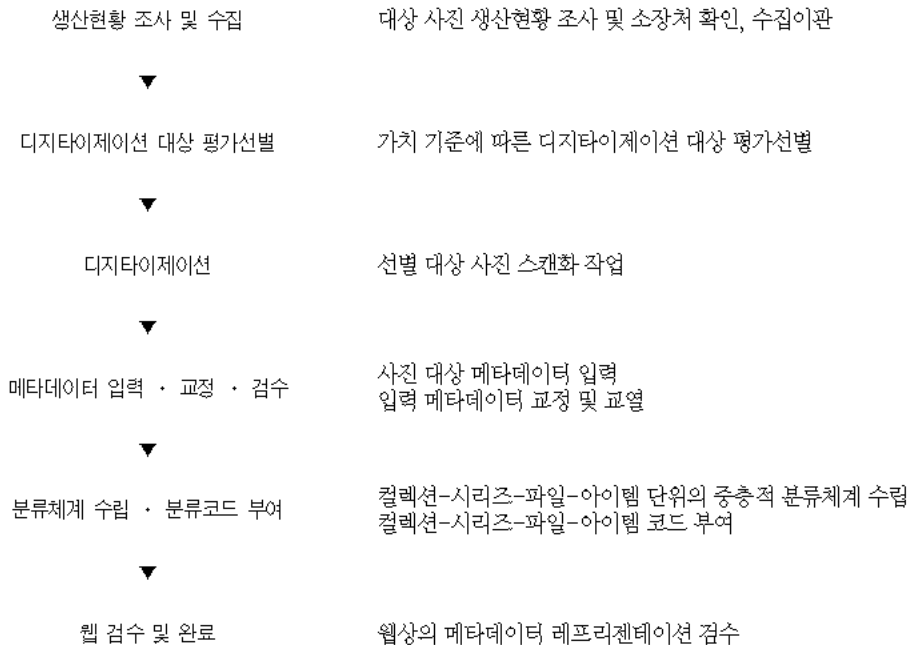 생산현황 조사 및 수집
대상 사진 생산현황 조사 및 소장처 확인, 수집이관
▼
디지타이제이션 대상 평가선별
가치 기준에 따른 디지타이제이션 대상 평가선별
▼
디지타이제이션
선별 대상 사진 스캔화 작업
▼
메타데이터 입력 · 교정 · 검수
사진 대상 메타데이터 입력
입력 메타데이터 교정 및 교열
▼
분류체계 수립 · 분류코드 부여
컬렉션-시리즈-파일-아이템 단위의 중층적 분류체계 수립
컬렉션-시리즈-파일-아이템 코드 부여
▼
웹 검수 및 완료
웹상의 메타데이터 레프리젠테이션 검수